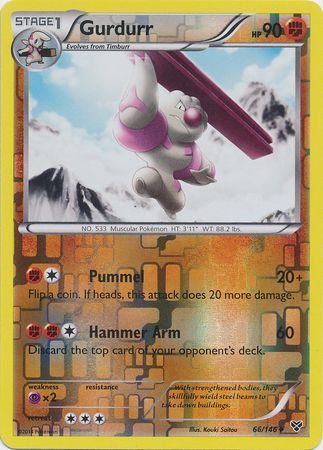 STAGE1
Gurdurr
HP 90
Evolves from Timburr
NO. 533 Muscular Pokémon HT: 3'11" WT: 88.2 lbs.
Pummel 20+
Flip a coin. If heads, this attack does 20 more damage.
Hammer Arm 60
Discard the top card of your opponent's deck.
weakness
resistance
×2
retreat
With strengthened bodies, they skillfully wield steel beams to take down buildings.
©2014 Pokémon
Illus. Kouki Saitou
66/146
XY